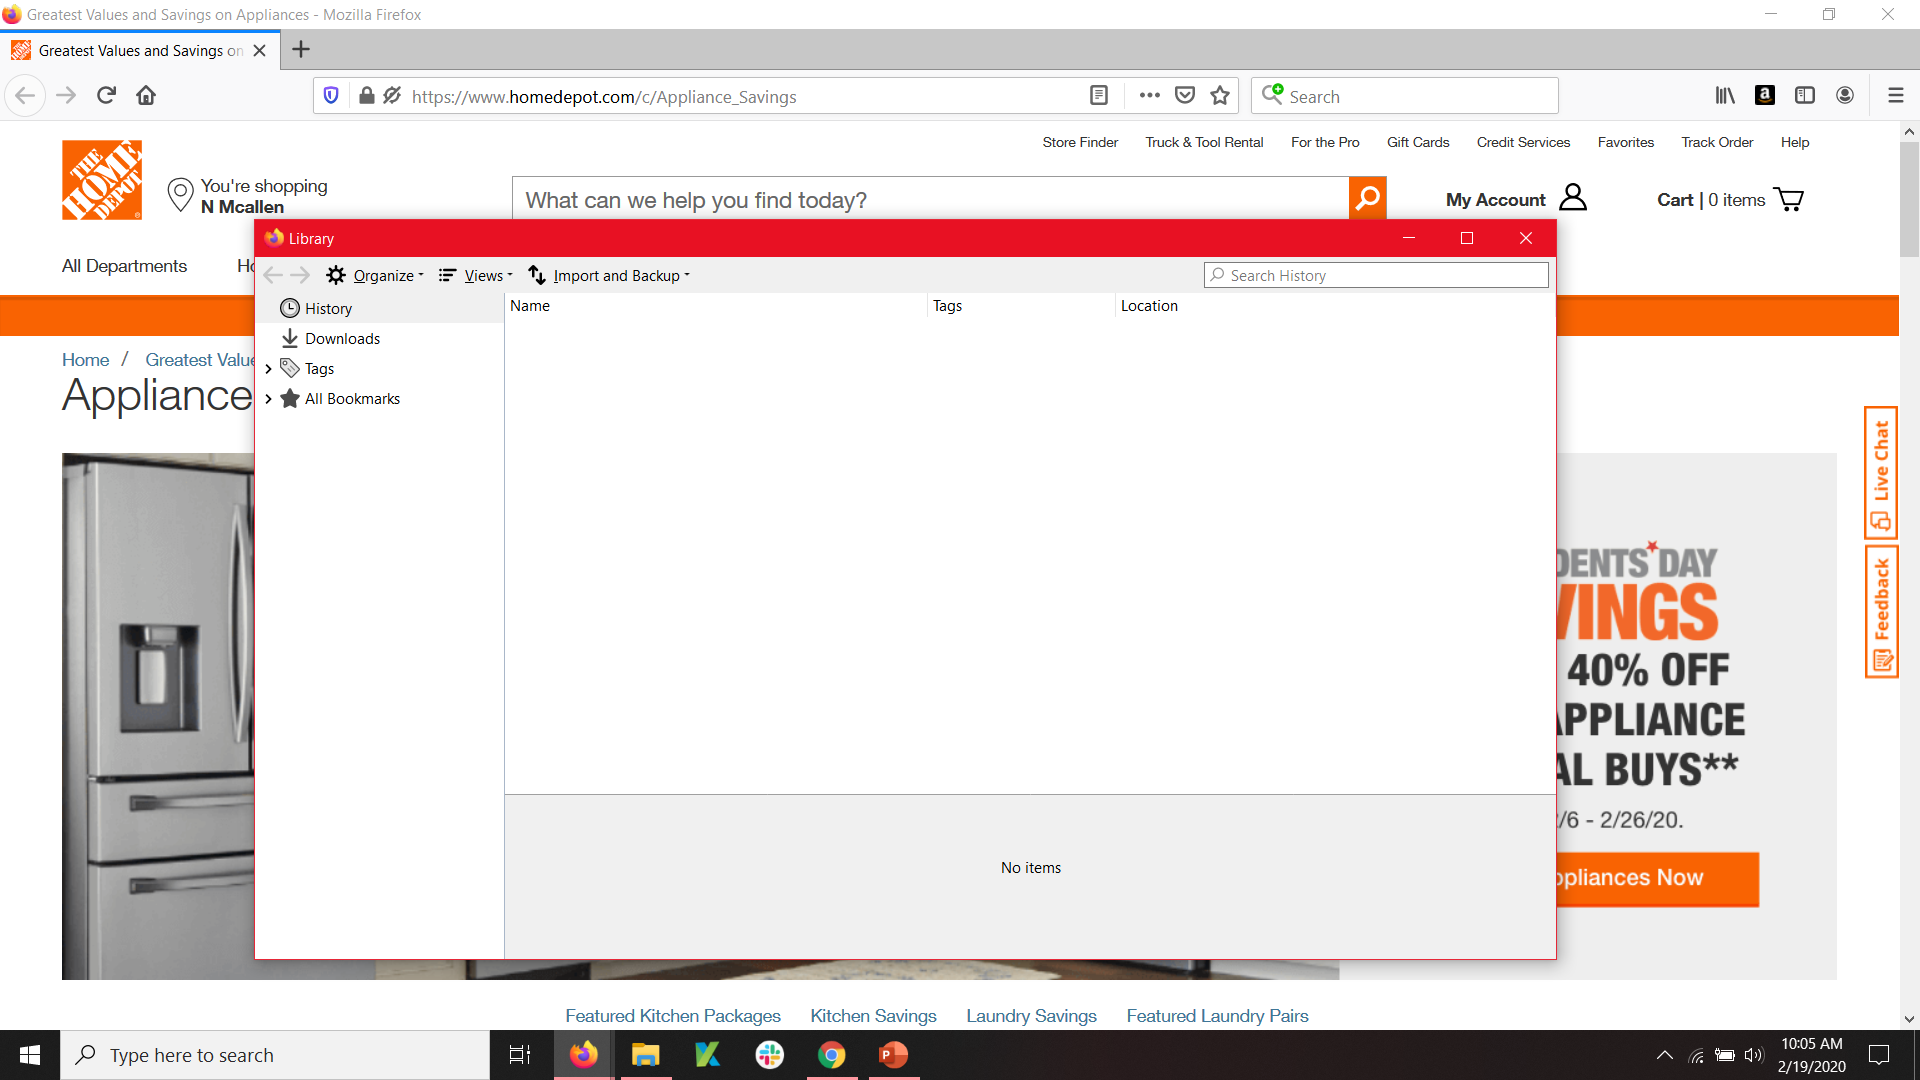 Greatest Values and Savings on Appliances - Mozilla Firefox
Greatest Values and Savings on
https://www.homedepot.com/c/Appliance_Savings
Search
Store Finder
Truck & Tool Rental
For the Pro
Gift Cards
Credit Services
Favorites
Track Order
Help
THE HOME DEPOT
You're shopping
N Mcallen
What can we help you find today?
My Account
Cart | 0 items
All Departments
Library
Organize
Views
Import and Backup
Search History
History
Downloads
Tags
All Bookmarks
Name
Tags
Location
No items
Home /
Greatest Value
Appliance
DENTS' DAY
VINGS
40% OFF
APPLIANCE
AL BUYS**
/6 - 2/26/20.
ppliances Now
Live Chat
Feedback
Featured Kitchen Packages
Kitchen Savings
Laundry Savings
Featured Laundry Pairs
Type here to search
10:05 AM
2/19/2020